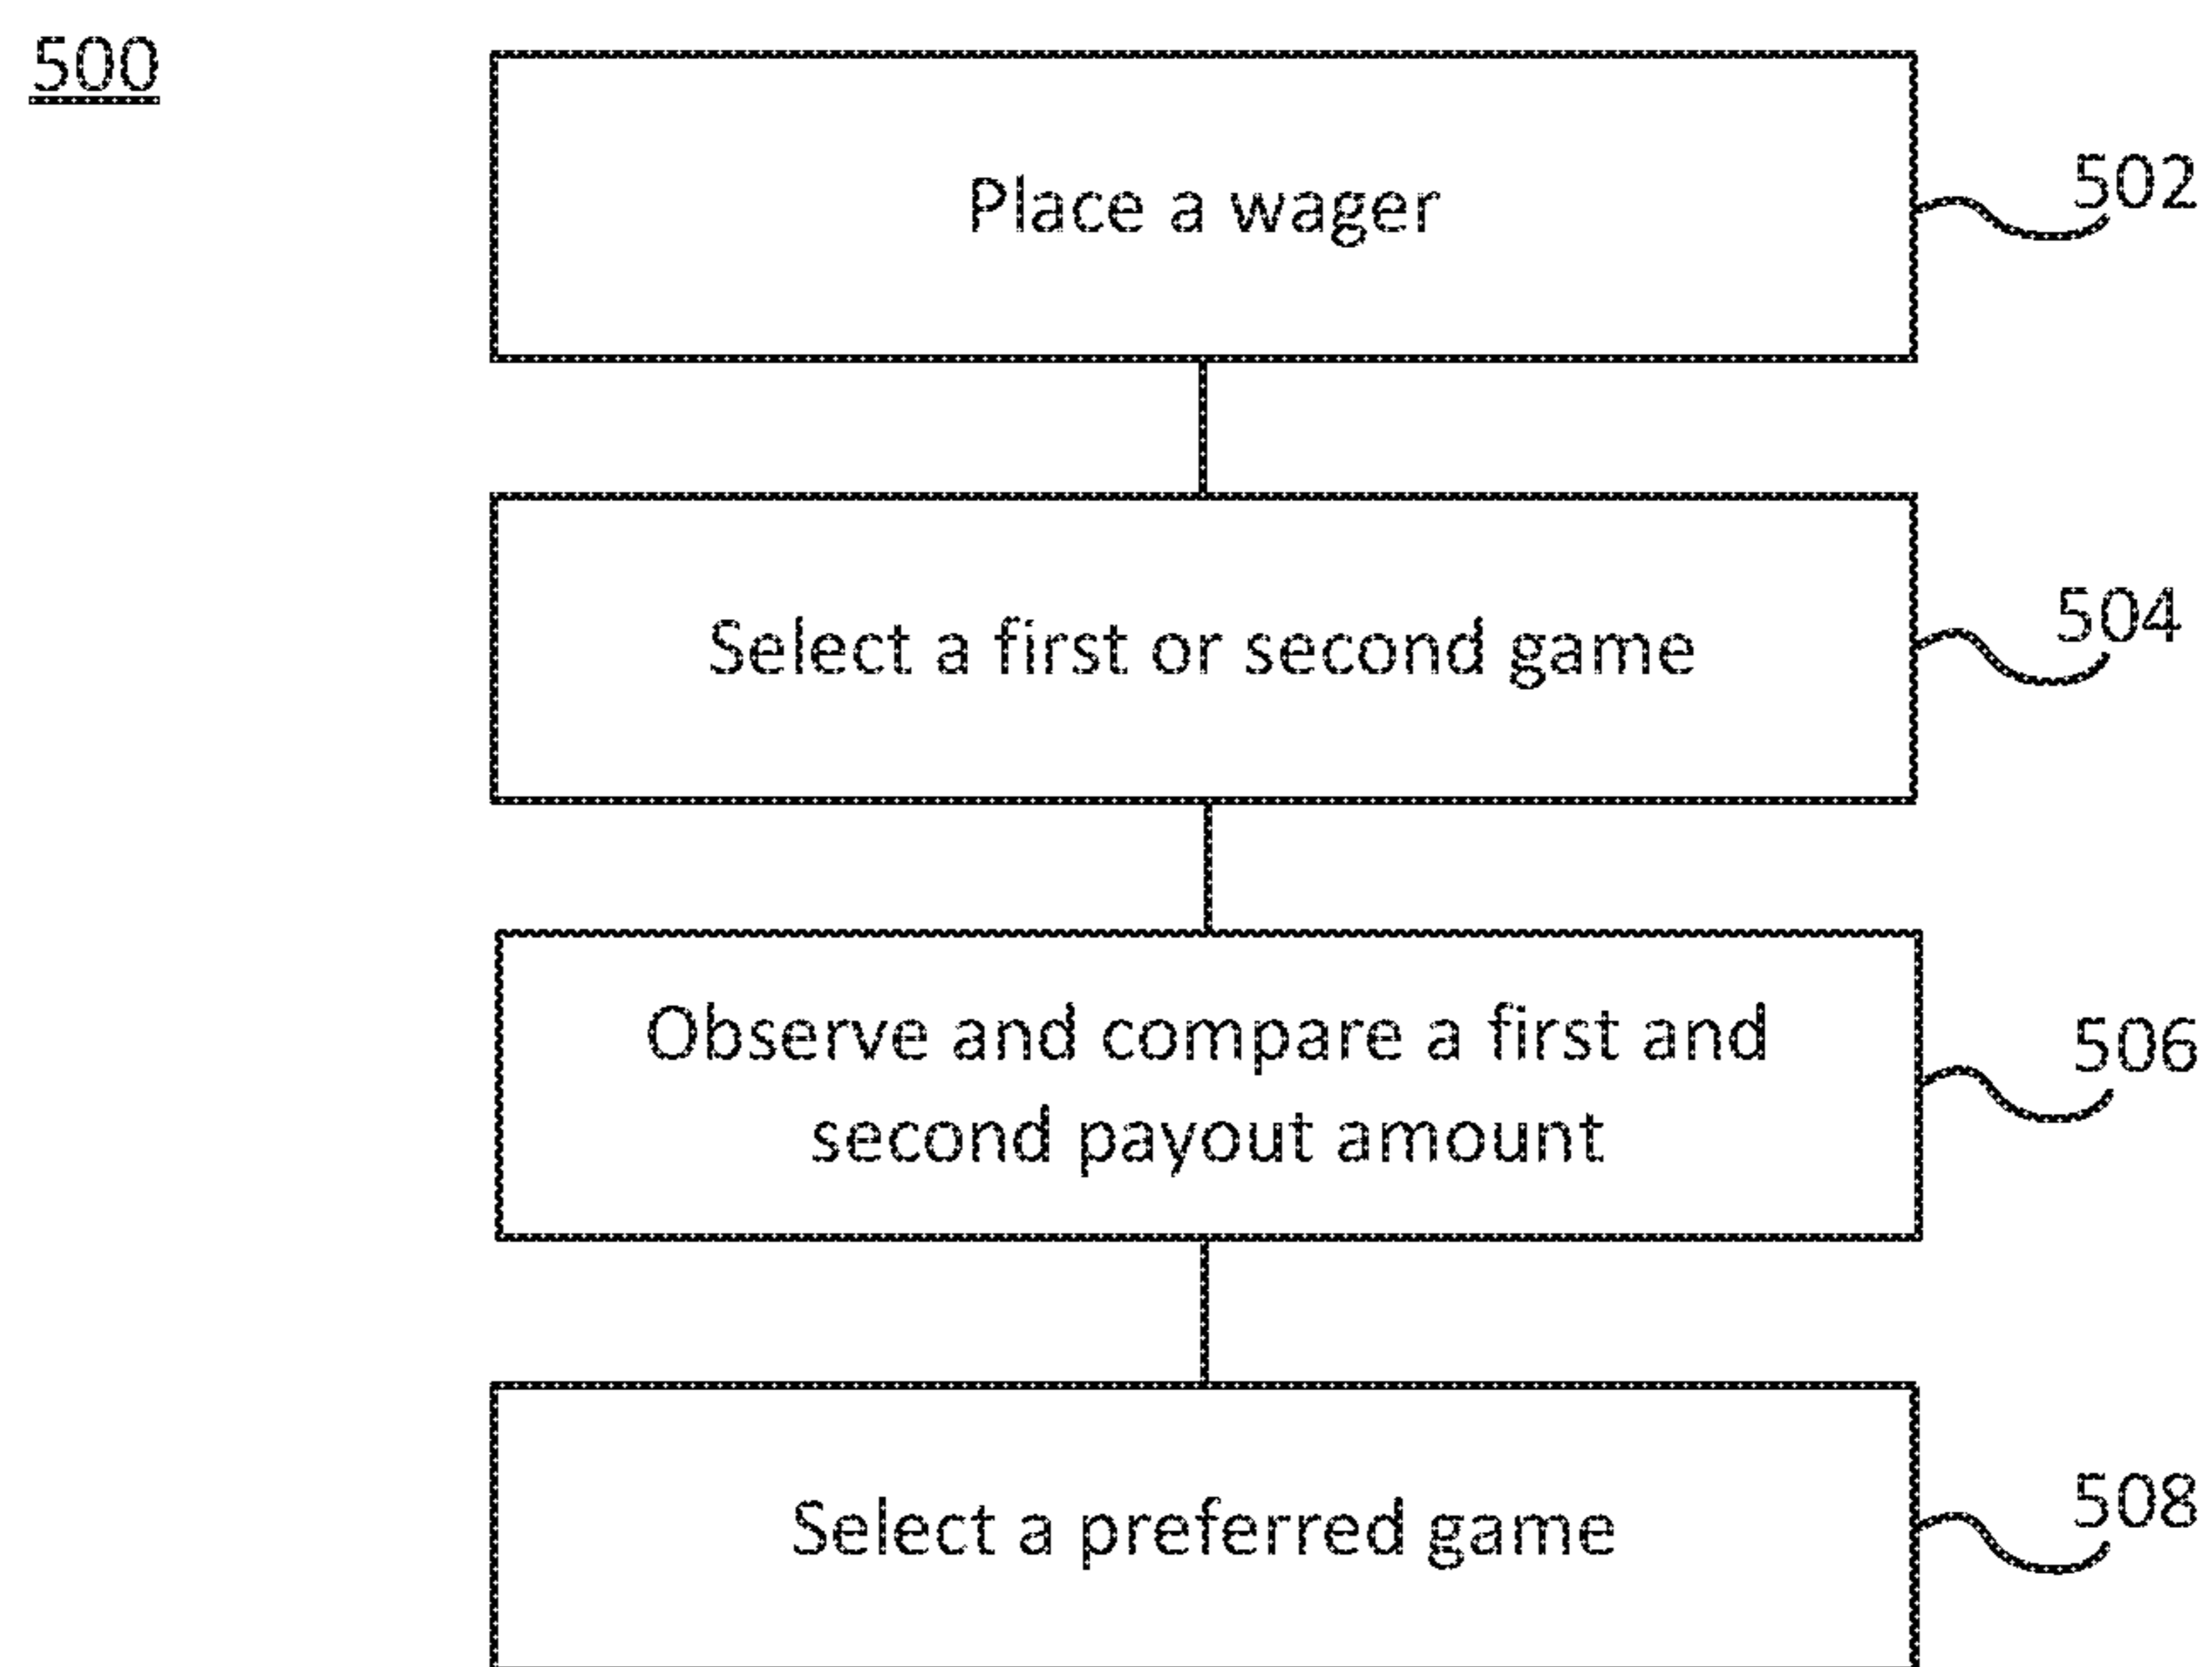 500
Place a wager
502
Select a first or second game
504
Observe and compare a first and
second payout amount
506
Select a preferred game
508